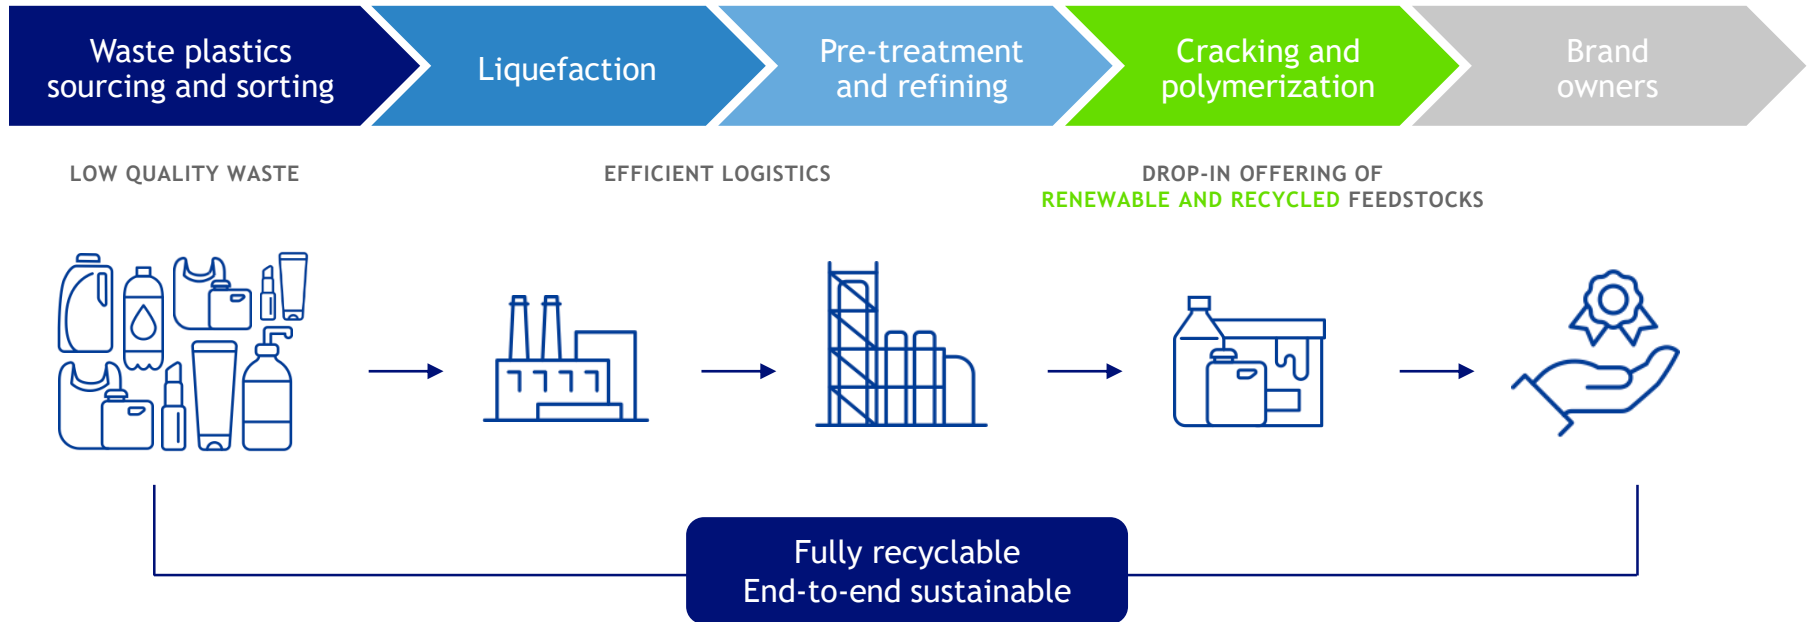 Waste plastics
sourcing and sorting
Liquefaction
Pre-treatment
and refining
Cracking and
polymerization
Brand
owners
LOW QUALITY WASTE
EFFICIENT LOGISTICS
DROP-IN OFFERING OF
RENEWABLE AND RECYCLED FEEDSTOCKS
Fully recyclable
End-to-end sustainable